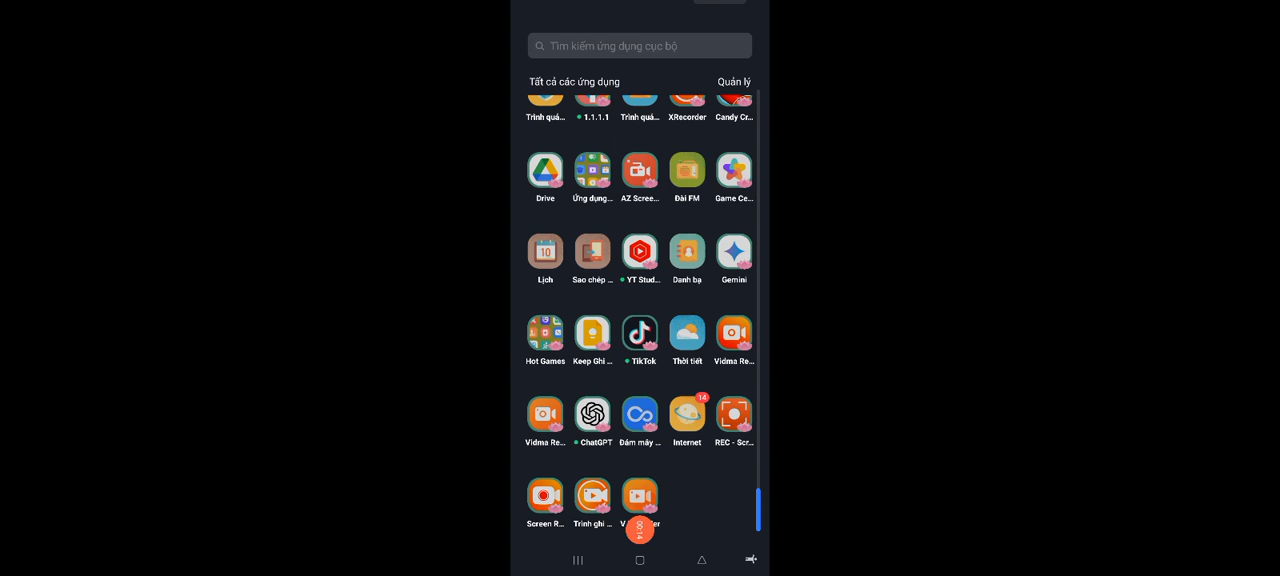 Tìm kiếm ứng dụng cục bộ
Tất cả các ứng dụng Quản lý
Trình quả... 1.1.1.1 Trình quả... XRecorder Candy Cr...
Drive Ứng dụng... AZ Scree... Đài FM Game Ce...
10
Lịch Sao chép ... YT Stud... Danh bạ Gemini
Hot Games Keep Ghi ... TikTok Thời tiết Vidma Re...
14
Vidma Re... ChatGPT Đám mây ... Internet REC - Scr...
Screen R... Trình ghi ...
00:14